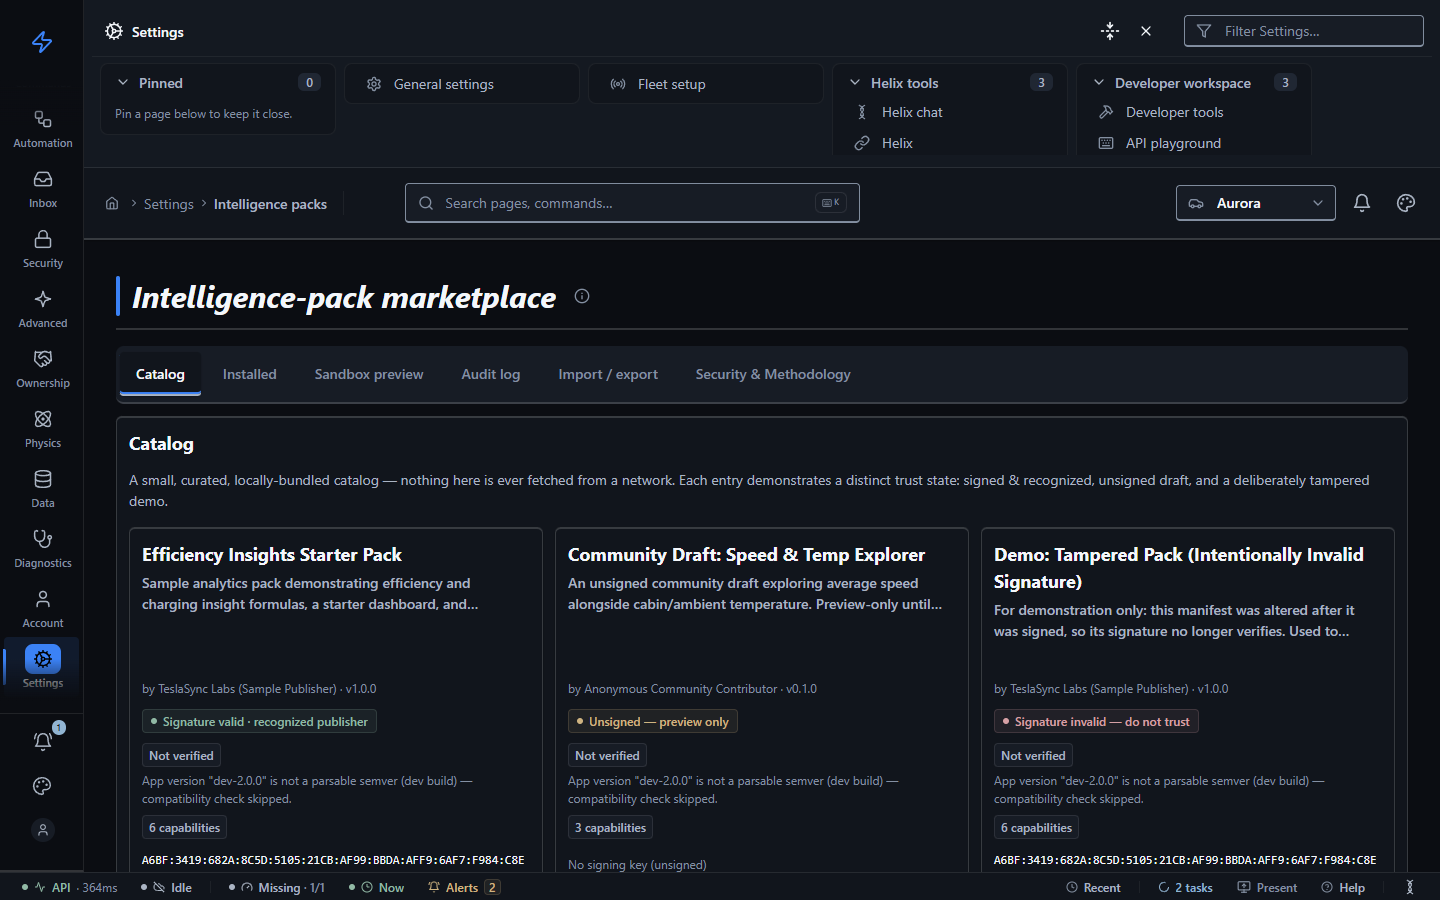 Settings
Filter Settings...
Pinned
0
Pin a page below to keep it close.
General settings
Fleet setup
Helix tools
3
Helix chat
Helix
Developer workspace
3
Developer tools
API playground
Automation
Inbox
Security
Advanced
Ownership
Physics
Data
Diagnostics
Account
Settings
1
Settings
Intelligence packs
Search pages, commands...
K
Aurora
Intelligence-pack marketplace
Catalog
Installed
Sandbox preview
Audit log
Import / export
Security & Methodology
Catalog
A small, curated, locally-bundled catalog — nothing here is ever fetched from a network. Each entry demonstrates a distinct trust state: signed & recognized, unsigned draft, and a deliberately tampered
demo.
Efficiency Insights Starter Pack
Sample analytics pack demonstrating efficiency and
charging insight formulas, a starter dashboard, and...
by TeslaSync Labs (Sample Publisher) · v1.0.0
Signature valid · recognized publisher
Not verified
App version "dev-2.0.0" is not a parsable semver (dev build) —
compatibility check skipped.
6 capabilities
A6BF:3419:682A:8C5D:5105:21CB:AF99:BBDA:AFF9:6AF7:F984:C8E
Community Draft: Speed & Temp Explorer
An unsigned community draft exploring average speed
alongside cabin/ambient temperature. Preview-only until...
by Anonymous Community Contributor · v0.1.0
Unsigned — preview only
Not verified
App version "dev-2.0.0" is not a parsable semver (dev build) —
compatibility check skipped.
3 capabilities
No signing key (unsigned)
Demo: Tampered Pack (Intentionally Invalid
Signature)
For demonstration only: this manifest was altered after it
was signed, so its signature no longer verifies. Used to...
by TeslaSync Labs (Sample Publisher) · v1.0.0
Signature invalid — do not trust
Not verified
App version "dev-2.0.0" is not a parsable semver (dev build) —
compatibility check skipped.
6 capabilities
A6BF:3419:682A:8C5D:5105:21CB:AF99:BBDA:AFF9:6AF7:F984:C8E
API · 364ms
Idle
Missing · 1/1
Now
Alerts 2
Recent
2 tasks
Present
Help